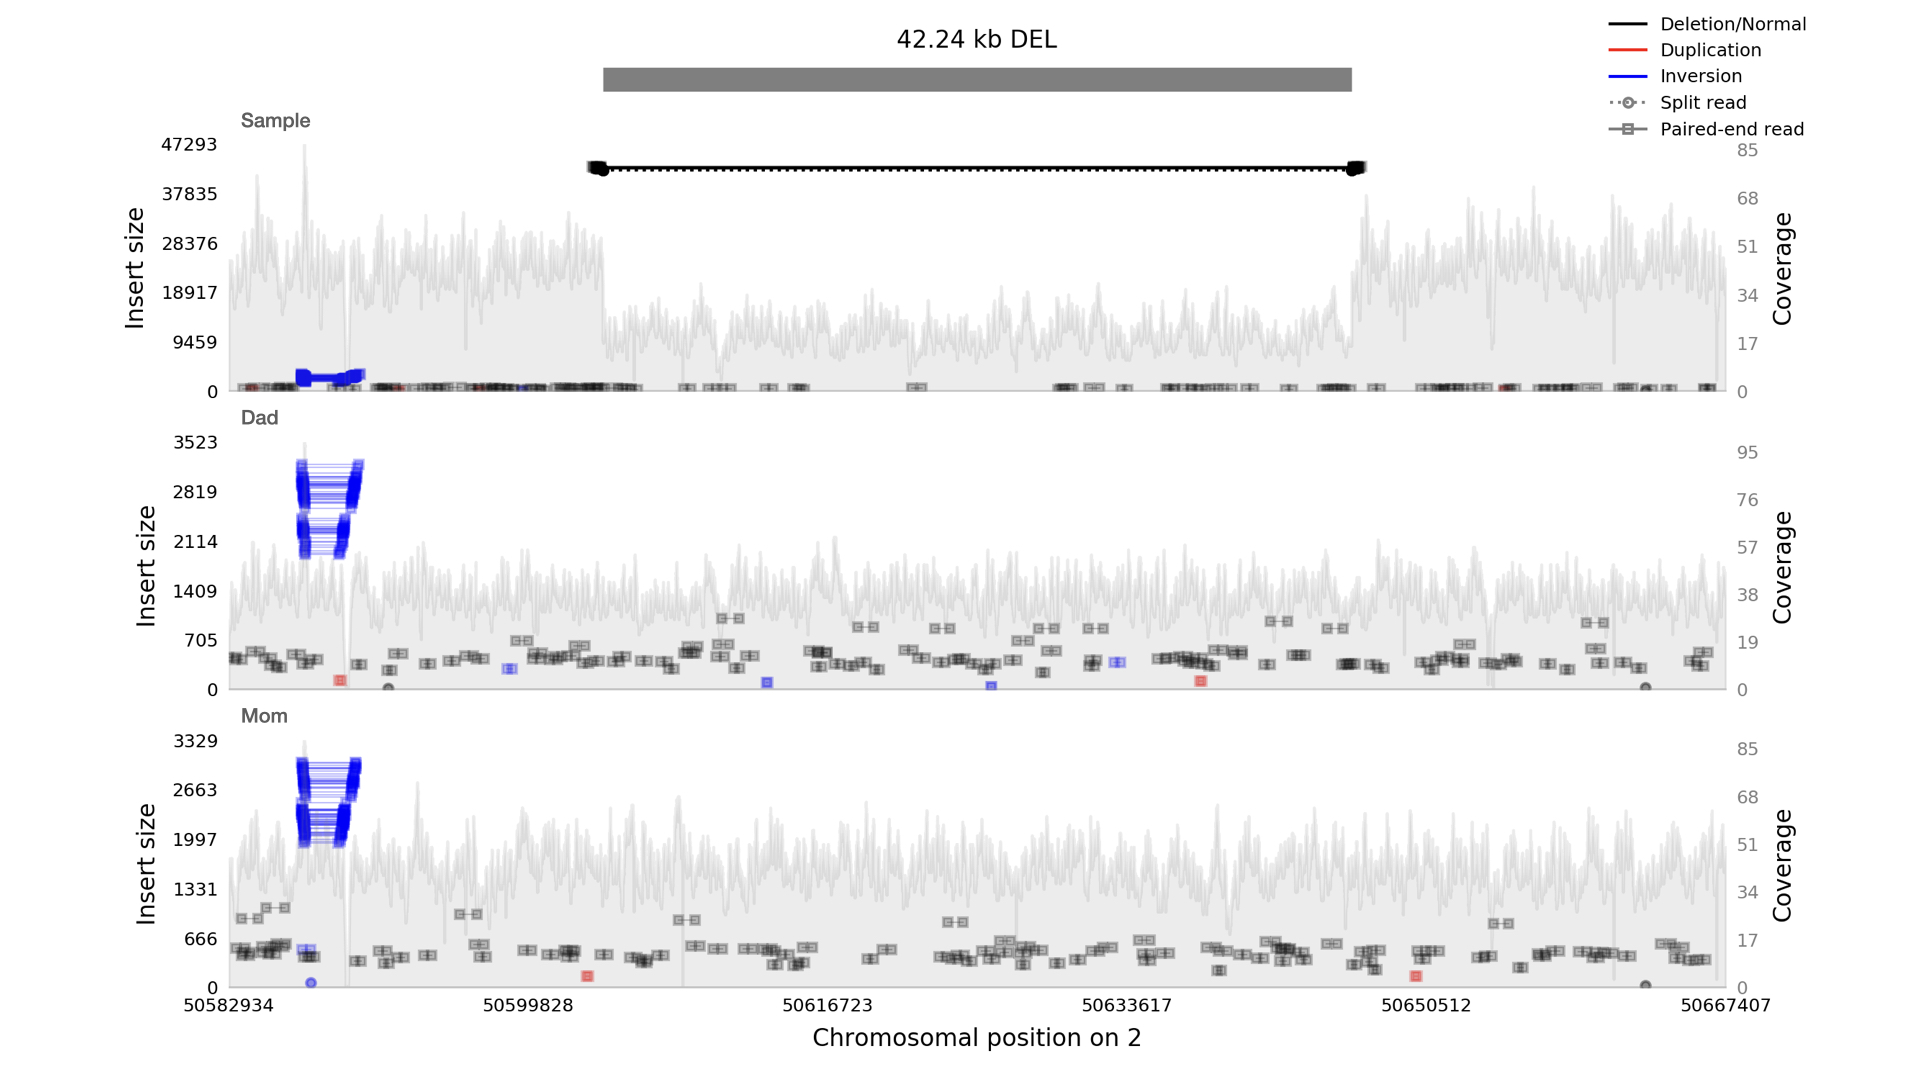 42.24 kb DEL
Deletion/Normal
Duplication
Inversion
Split read
Paired-end read
Sample
47293
37835
28376
18917
9459
0
Insert size
85
68
51
34
17
0
Coverage
Dad
3523
2819
2114
1409
705
0
Insert size
95
76
57
38
19
0
Coverage
Mom
3329
2663
1997
1331
666
0
Insert size
85
68
51
34
17
0
Coverage
50582934 50599828 50616723 50633617 50650512 50667407
Chromosomal position on 2